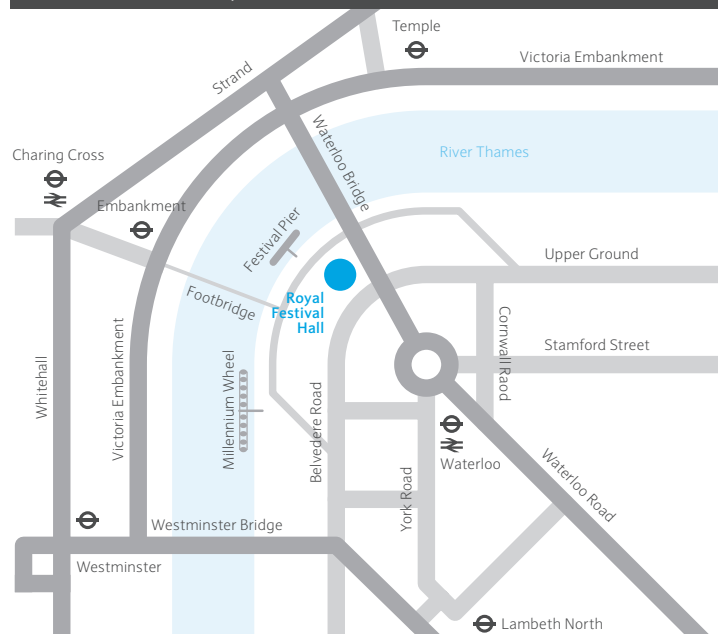 Temple
Victoria Embankment
Strand
Waterloo Bridge
River Thames
Charing Cross
Embankment
Festival Pier
Upper Ground
Footbridge
Royal
Festival
Hall
Cornwall Raod
Stamford Street
Whitehall
Victoria Embankment
Millennium Wheel
Belvedere Road
Waterloo
York Road
Waterloo Road
Westminster Bridge
Westminster
Lambeth North